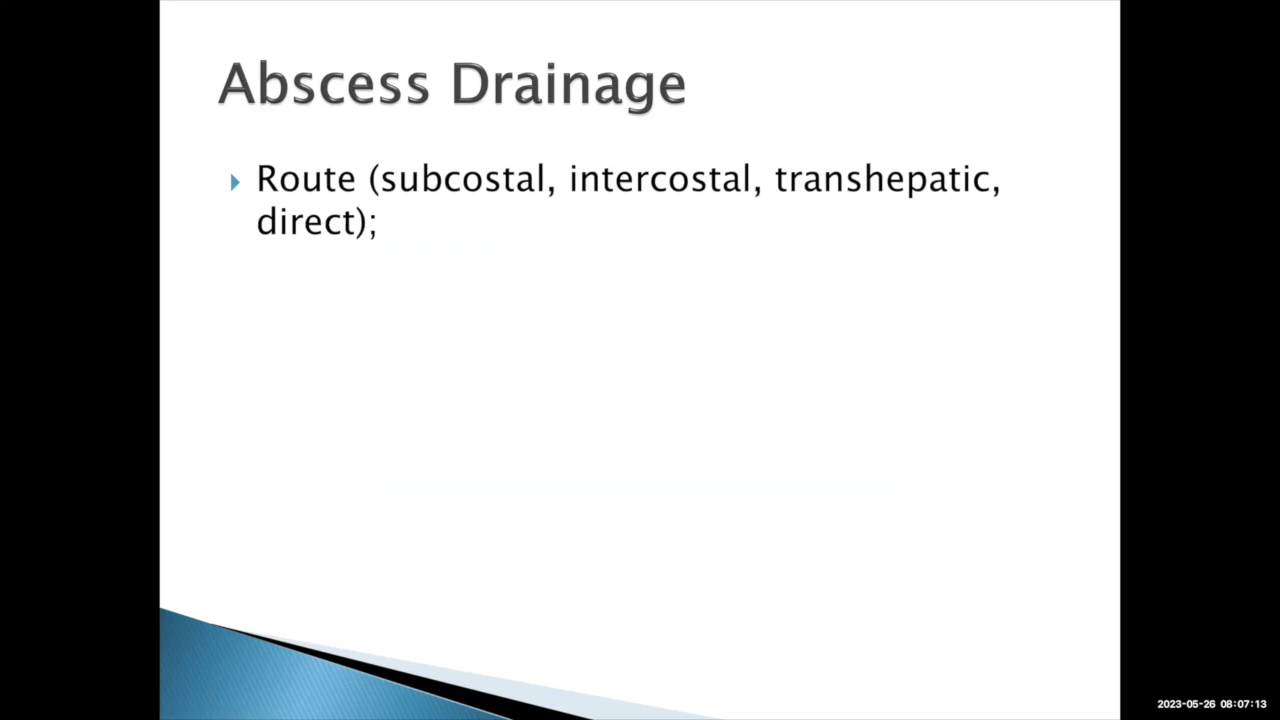 Abscess Drainage
Route (subcostal, intercostal, transhepatic,
direct);
2023-05-26 08:07:13